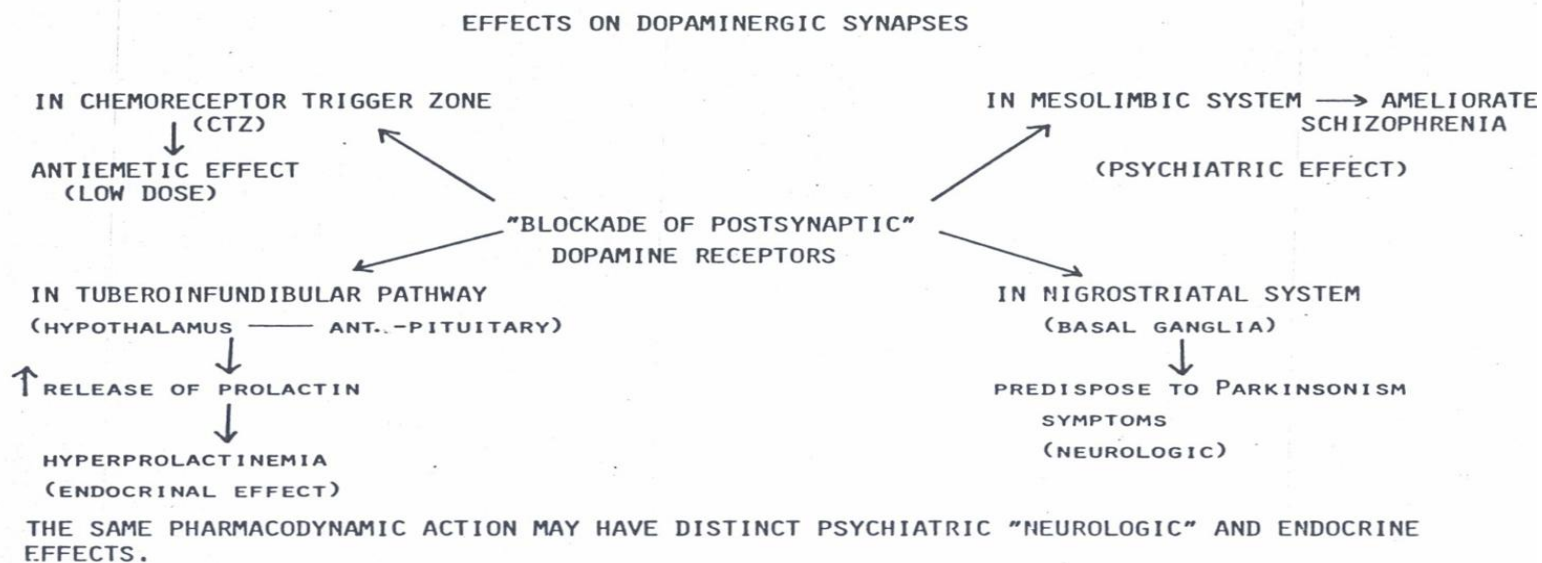 EFFECTS ON DOPAMINERGIC SYNAPSES
IN CHEMORECEPTOR TRIGGER ZONE
(CTZ)
ANTIEMETIC EFFECT
(LOW DOSE)
IN MESOLIMBIC SYSTEM → AMELIORATE
SCHIZOPHRENIA
(PSYCHIATRIC EFFECT)
"BLOCKADE OF POSTSYNAPTIC"
DOPAMINE RECEPTORS
IN TUBEROINFUNDIBULAR PATHWAY
(HYPOTHALAMUS — ANT..-PITUITARY)
↑ RELEASE OF PROLACTIN
HYPERPROLACTINEMIA
(ENDOCRINAL EFFECT)
IN NIGROSTRIATAL SYSTEM
(BASAL GANGLIA)
PREDISPOSE TO PARKINSONISM
SYMPTOMS
(NEUROLOGIC)
THE SAME PHARMACODYNAMIC ACTION MAY HAVE DISTINCT PSYCHIATRIC "NEUROLOGIC" AND ENDOCRINE
EFFECTS.